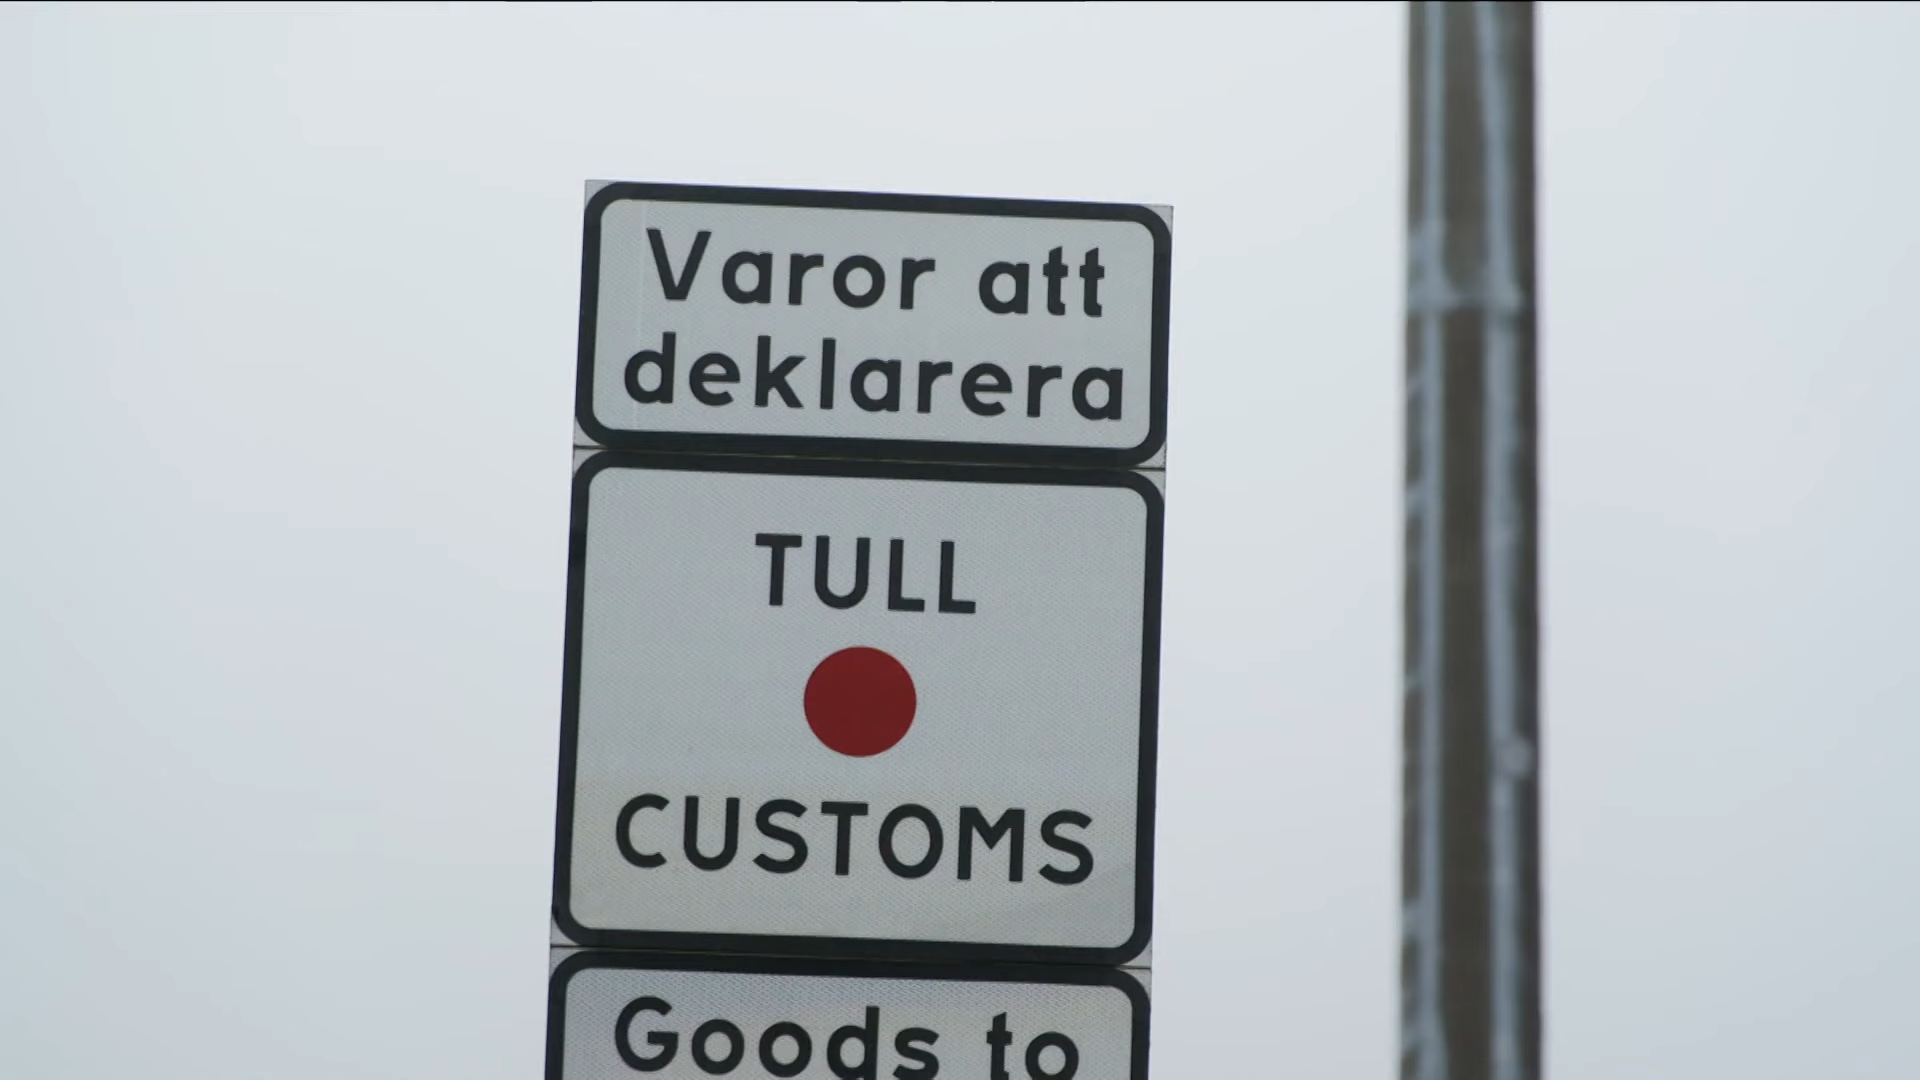 Varor att
deklarera
TULL
CUSTOMS
Goods to